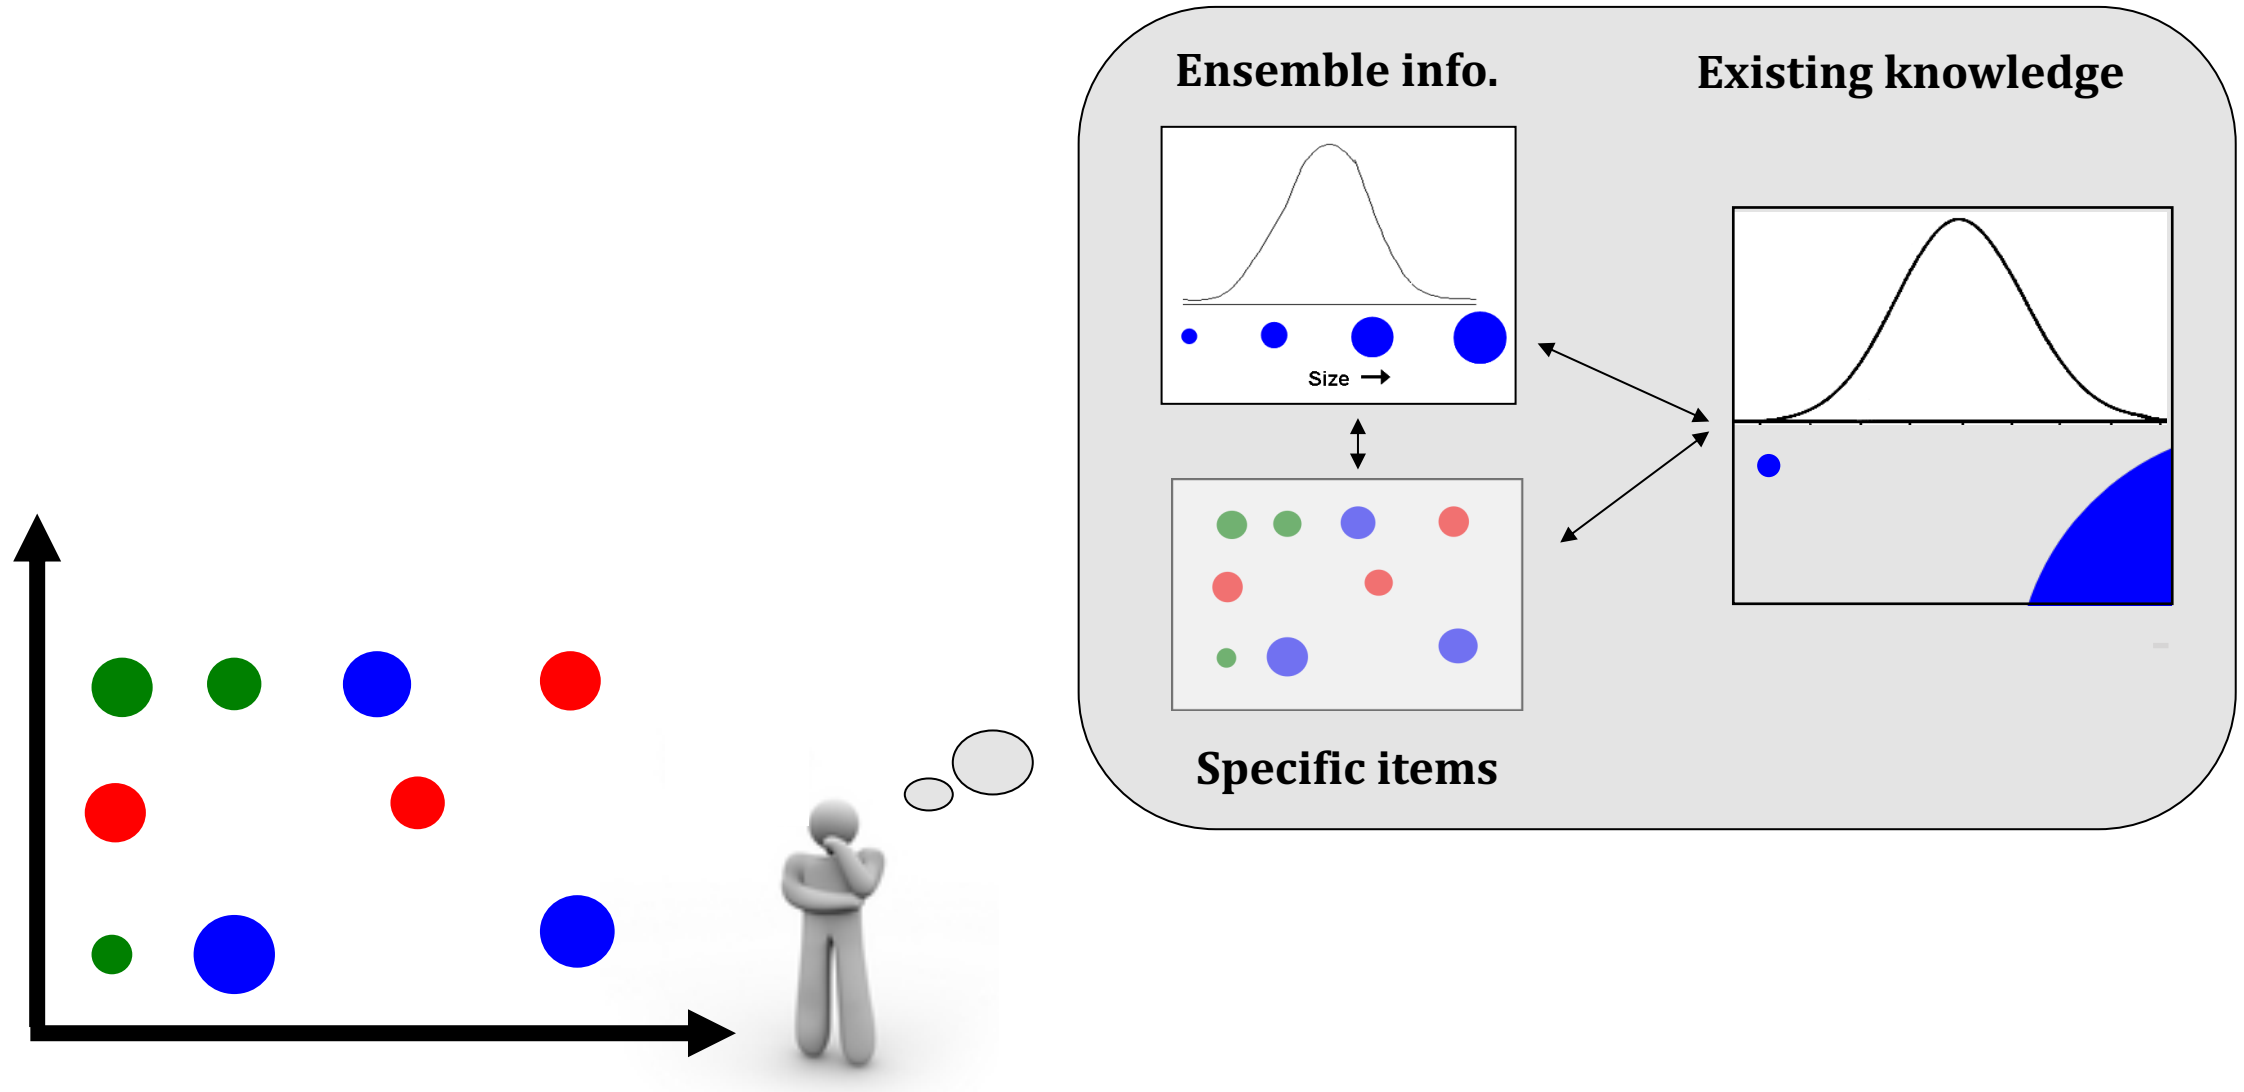 Ensemble info.
Existing knowledge
Size
Specific items